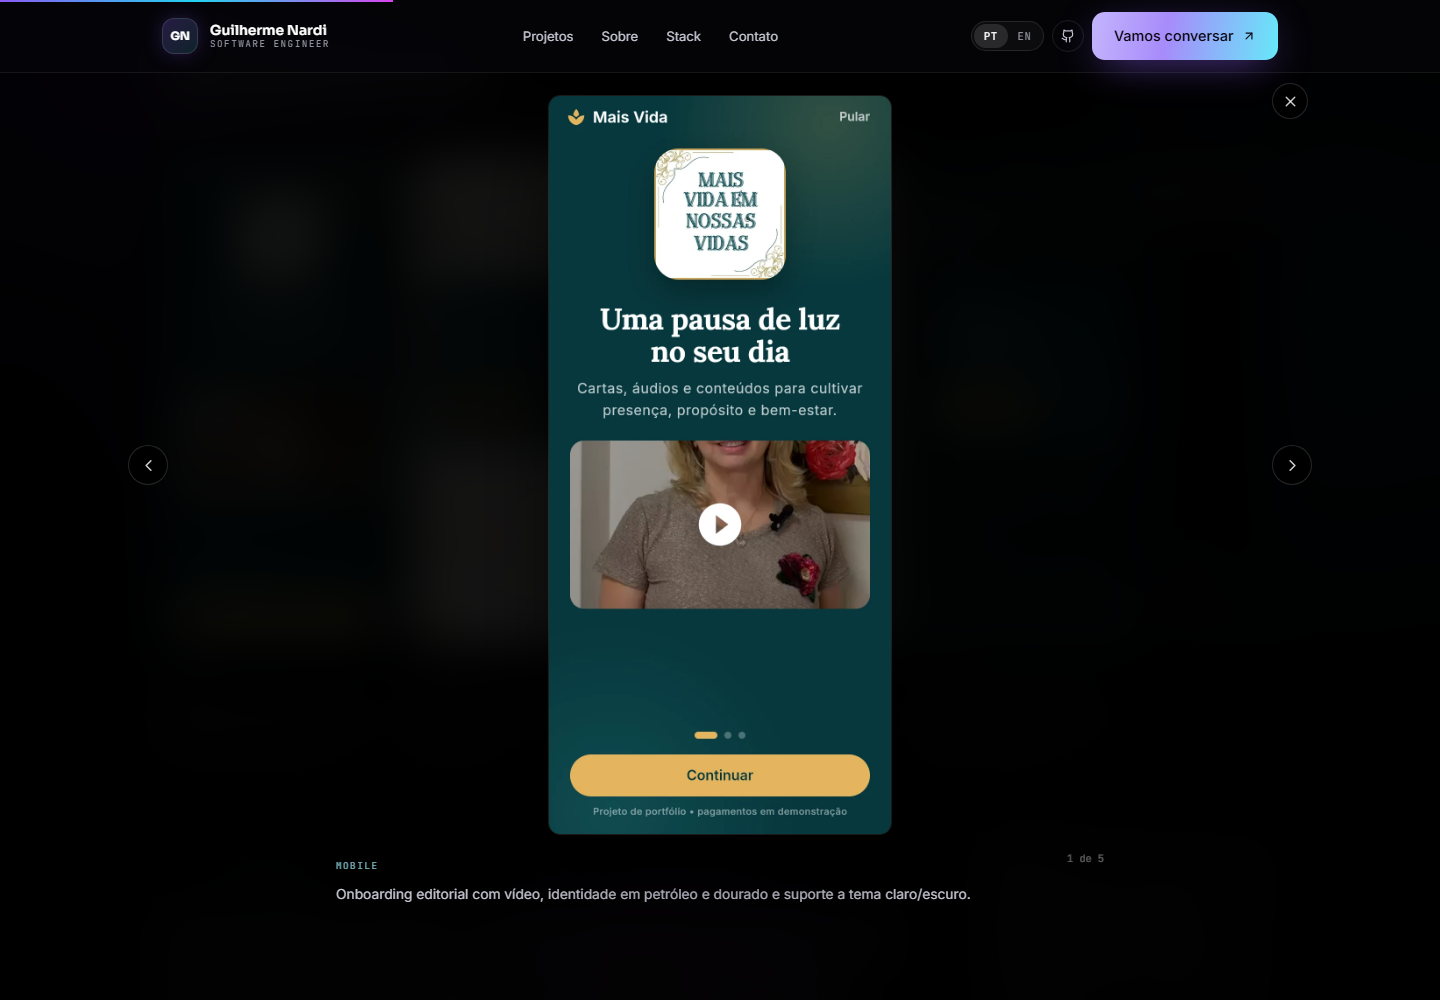 GN
Guilherme Nardi
SOFTWARE ENGINEER
Projetos
Sobre
Stack
Contato
PT
EN
Vamos conversar
Mais Vida
Pular
MAIS
VIDA EM
NOSSAS
VIDAS
Uma pausa de luz
no seu dia
Cartas, áudios e conteúdos para cultivar
presença, propósito e bem-estar.
Continuar
Projeto de portfólio • pagamentos em demonstração
MOBILE
1 de 5
Onboarding editorial com vídeo, identidade em petróleo e dourado e suporte a tema claro/escuro.